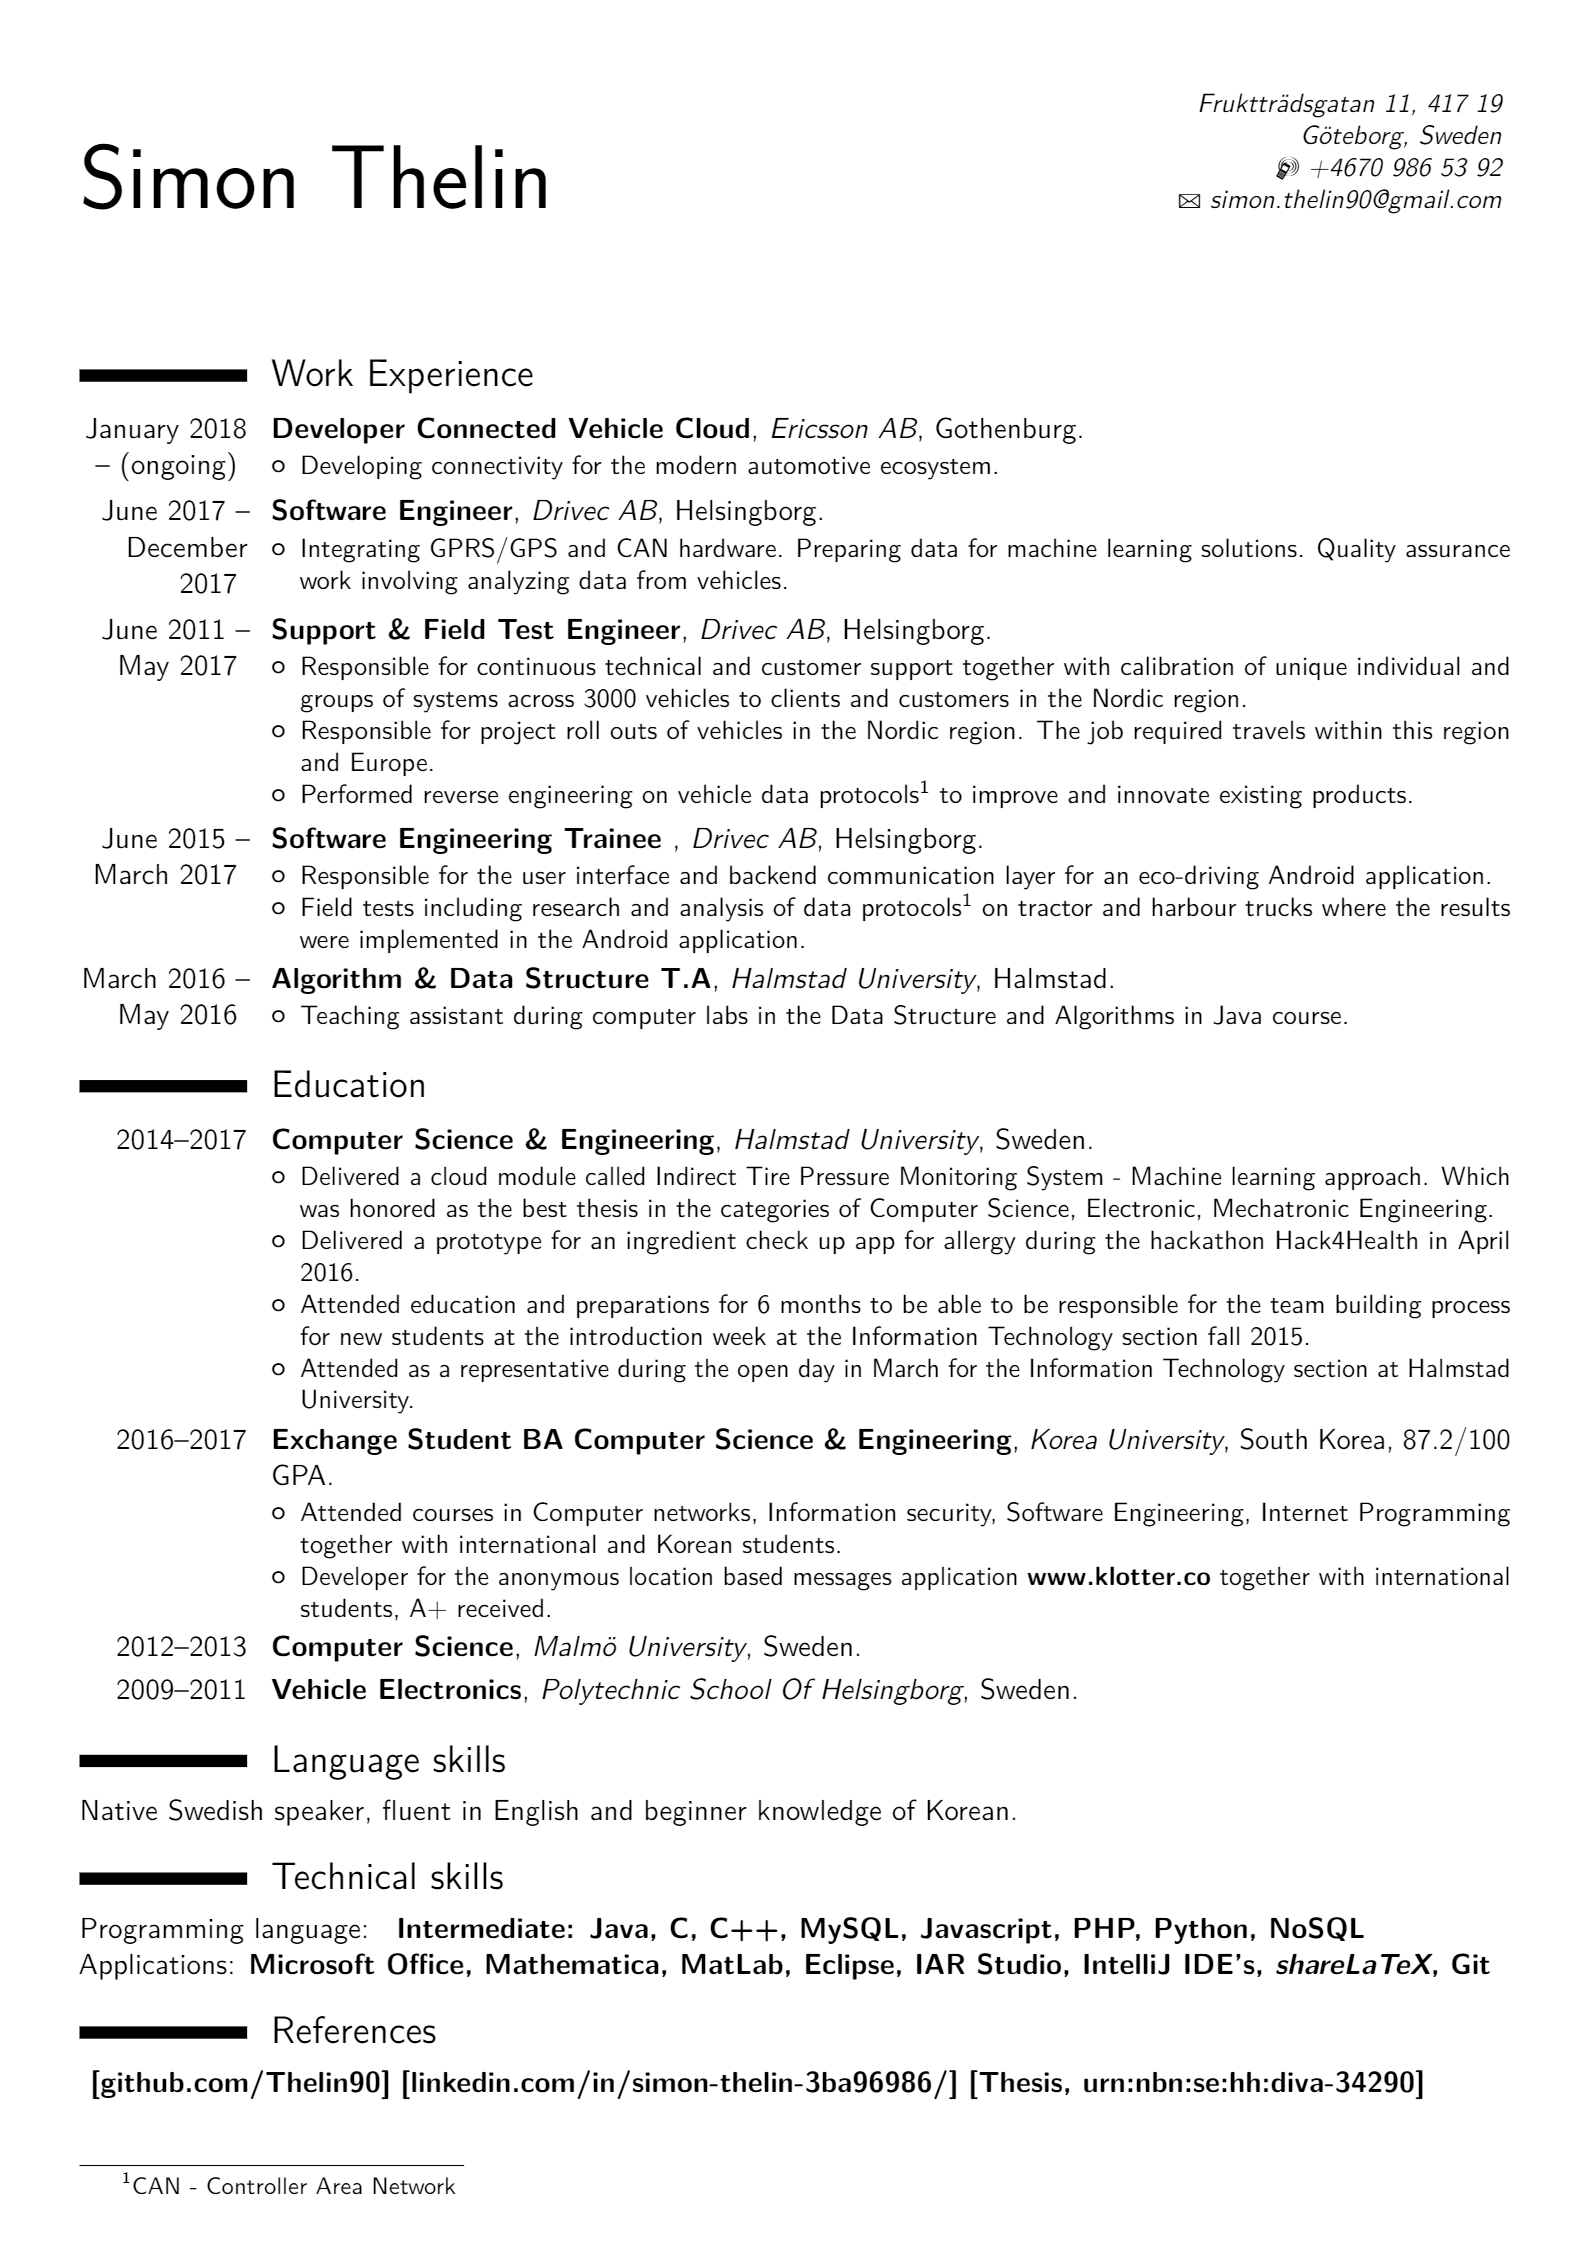 Simon Thelin
Fruktträdsgatan 11, 417 19
Göteborg, Sweden
+4670 986 53 92
simon.thelin90@gmail.com
Work Experience
January 2018 – (ongoing)
Developer Connected Vehicle Cloud, Ericsson AB, Gothenburg.
○ Developing connectivity for the modern automotive ecosystem.
June 2017 – December 2017
Software Engineer, Drivec AB, Helsingborg.
○ Integrating GPRS/GPS and CAN hardware. Preparing data for machine learning solutions. Quality assurance
work involving analyzing data from vehicles.
June 2011 – May 2017
Support & Field Test Engineer, Drivec AB, Helsingborg.
○ Responsible for continuous technical and customer support together with calibration of unique individual and
groups of systems across 3000 vehicles to clients and customers in the Nordic region.
○ Responsible for project roll outs of vehicles in the Nordic region. The job required travels within this region
and Europe.
○ Performed reverse engineering on vehicle data protocols1 to improve and innovate existing products.
June 2015 – March 2017
Software Engineering Trainee , Drivec AB, Helsingborg.
○ Responsible for the user interface and backend communication layer for an eco-driving Android application.
○ Field tests including research and analysis of data protocols1 on tractor and harbour trucks where the results
were implemented in the Android application.
March 2016 – May 2016
Algorithm & Data Structure T.A, Halmstad University, Halmstad.
○ Teaching assistant during computer labs in the Data Structure and Algorithms in Java course.
Education
2014–2017 Computer Science & Engineering, Halmstad University, Sweden.
○ Delivered a cloud module called Indirect Tire Pressure Monitoring System - Machine learning approach. Which
was honored as the best thesis in the categories of Computer Science, Electronic, Mechatronic Engineering.
○ Delivered a prototype for an ingredient check up app for allergy during the hackathon Hack4Health in April
2016.
○ Attended education and preparations for 6 months to be able to be responsible for the team building process
for new students at the introduction week at the Information Technology section fall 2015.
○ Attended as a representative during the open day in March for the Information Technology section at Halmstad
University.
2016–2017 Exchange Student BA Computer Science & Engineering, Korea University, South Korea, 87.2/100
GPA.
○ Attended courses in Computer networks, Information security, Software Engineering, Internet Programming
together with international and Korean students.
○ Developer for the anonymous location based messages application www.klotter.co together with international
students, A+ received.
2012–2013 Computer Science, Malmö University, Sweden.
2009–2011 Vehicle Electronics, Polytechnic School Of Helsingborg, Sweden.
Language skills
Native Swedish speaker, fluent in English and beginner knowledge of Korean.
Technical skills
Programming language: Intermediate: Java, C, C++, MySQL, Javascript, PHP, Python, NoSQL
Applications: Microsoft Office, Mathematica, MatLab, Eclipse, IAR Studio, IntelliJ IDE's, shareLaTeX, Git
References
[github.com/Thelin90] [linkedin.com/in/simon-thelin-3ba96986/] [Thesis, urn:nbn:se:hh:diva-34290]
1CAN - Controller Area Network